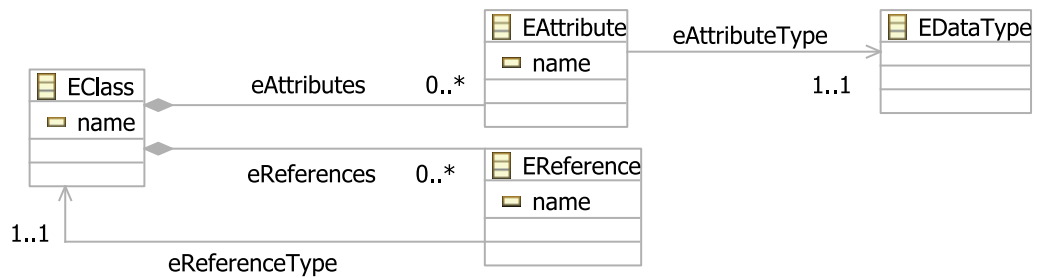 EAttribute
name
eAttributeType
1..1
EDataType
EClass
name
eAttributes 0..*
eReferences 0..*
EReference
name
1..1
eReferenceType